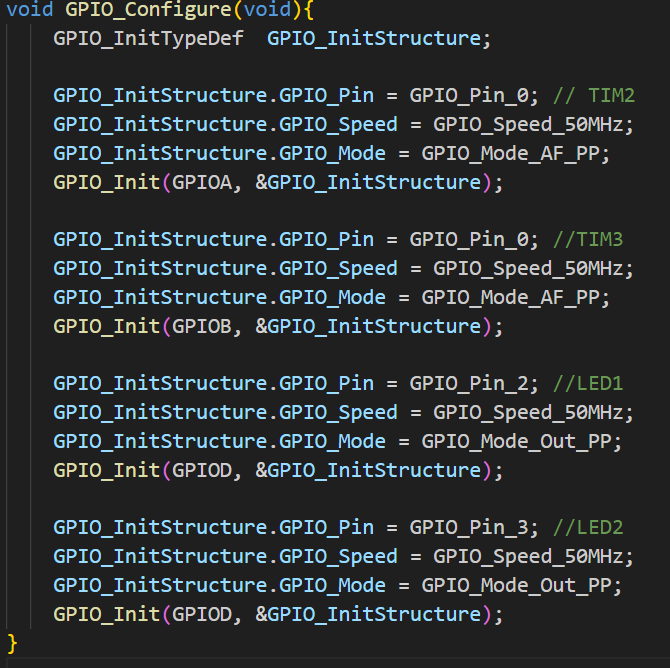 void GPIO_Configure(void){
GPIO_InitTypeDef  GPIO_InitStructure;
GPIO_InitStructure.GPIO_Pin = GPIO_Pin_0; // TIM2
GPIO_InitStructure.GPIO_Speed = GPIO_Speed_50MHz;
GPIO_InitStructure.GPIO_Mode = GPIO_Mode_AF_PP;
GPIO_Init(GPIOA, &GPIO_InitStructure);
GPIO_InitStructure.GPIO_Pin = GPIO_Pin_0; //TIM3
GPIO_InitStructure.GPIO_Speed = GPIO_Speed_50MHz;
GPIO_InitStructure.GPIO_Mode = GPIO_Mode_AF_PP;
GPIO_Init(GPIOB, &GPIO_InitStructure);
GPIO_InitStructure.GPIO_Pin = GPIO_Pin_2; //LED1
GPIO_InitStructure.GPIO_Speed = GPIO_Speed_50MHz;
GPIO_InitStructure.GPIO_Mode = GPIO_Mode_Out_PP;
GPIO_Init(GPIOD, &GPIO_InitStructure);
GPIO_InitStructure.GPIO_Pin = GPIO_Pin_3; //LED2
GPIO_InitStructure.GPIO_Speed = GPIO_Speed_50MHz;
GPIO_InitStructure.GPIO_Mode = GPIO_Mode_Out_PP;
GPIO_Init(GPIOD, &GPIO_InitStructure);
}